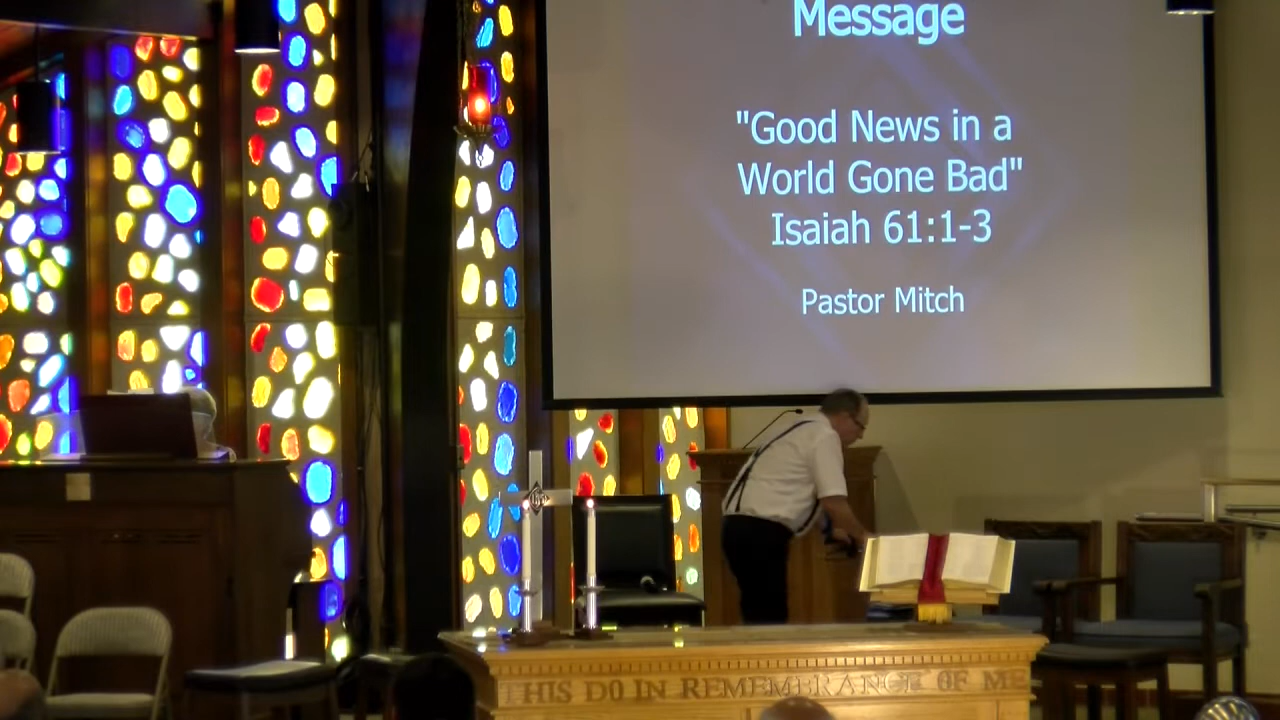 Message
"Good News in a
World Gone Bad"
Isaiah 61:1-3
Pastor Mitch
THIS DO IN REMEMBRANCE OF ME